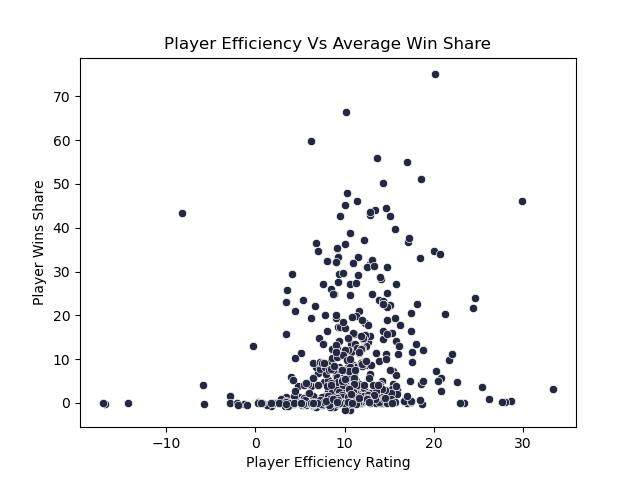 Player Efficiency Vs Average Win Share
Player Wins Share
70
60
50
40
30
20
10
0
−10 0 10 20 30
Player Efficiency Rating